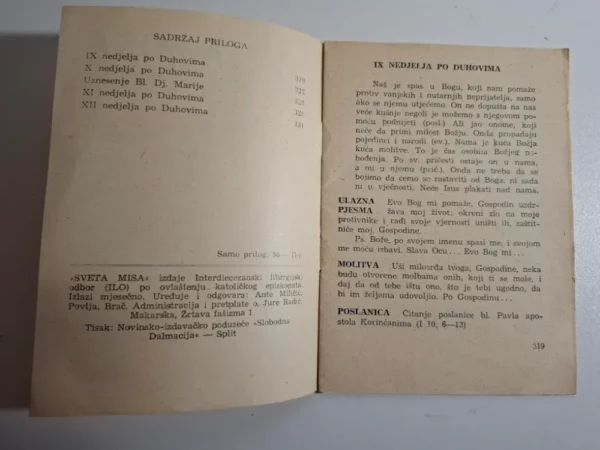 SADRŽAJ PRILOGA
IX nedjelja po Duhovima
X nedjelja po Duhovima 319
Uznesenje Bl. Dj. Marije 322
XI nedjelja po Duhovima
XII nedjelja po Duhovima
331
Samo prilog:
»SVETA MISA« izdaje Interdiecezanski liturgijski
odbor (ILO) po ovlaštenju katoličkog episkopata.
Izlazi mjesečno. Uređuje i odgovara: Ante
Povlja, Brač. Administracija i pretplate o. Jure Radić,
Makarska, Žrtava fašizma 1
Tisak: Novinsko-izdavačko poduzeće »Slobodna
Dalmacija« — Split
IX NEDJELJA PO DUHOVIMA
Naš je spas u Bogu, koji nam pomaže
protiv vanjskih i nutarnjih neprijatelja, samo
ako se njemu utječemo. On ne dopušta na nas
veće kušnje negoli je možemo s njegovom po-
moću podnijeti (posl.) Ali jao onome, koji
neće da primi milost Božju. Onda propadaju
pojedinci i narodi (ev.). Nama je kuća Božja
kuća molitve. To je čas osobita Božjeg po-
hođenja. Po sv. pričesti ostaje on u nama,
a mi u njemu (prič.). Onda ne treba da se
bojimo da ćemo se rastaviti od Boga, ni sada
ni u vječnosti. Neće Isus plakati nad nama.
ULAZNA Evo Bog mi pomaže, Gospodin uzdr-
PJESMA žava moj život; okreni zlo na moje
protivnike i radi svoje vjernosti uništi ih, zaštit-
niče moj, Gospodine.
Ps. Bože, po svojem imenu spasi me, i svojom
me moću izbavi. Slava Ocu... Evo Bog mi...
MOLITVA Uši milosrđa tvoga, Gospodine, neka
budu otvorene molbama onih, koji ti se mole, i
daj da od tebe ištu ono, što je tebi ugodno, da
bi im željema udovoljio. Po Gospodinu...
POSLANICA Čitanje poslanice bl. Pavla apo-
stola Korinćanima (I 10, 6—13)
319